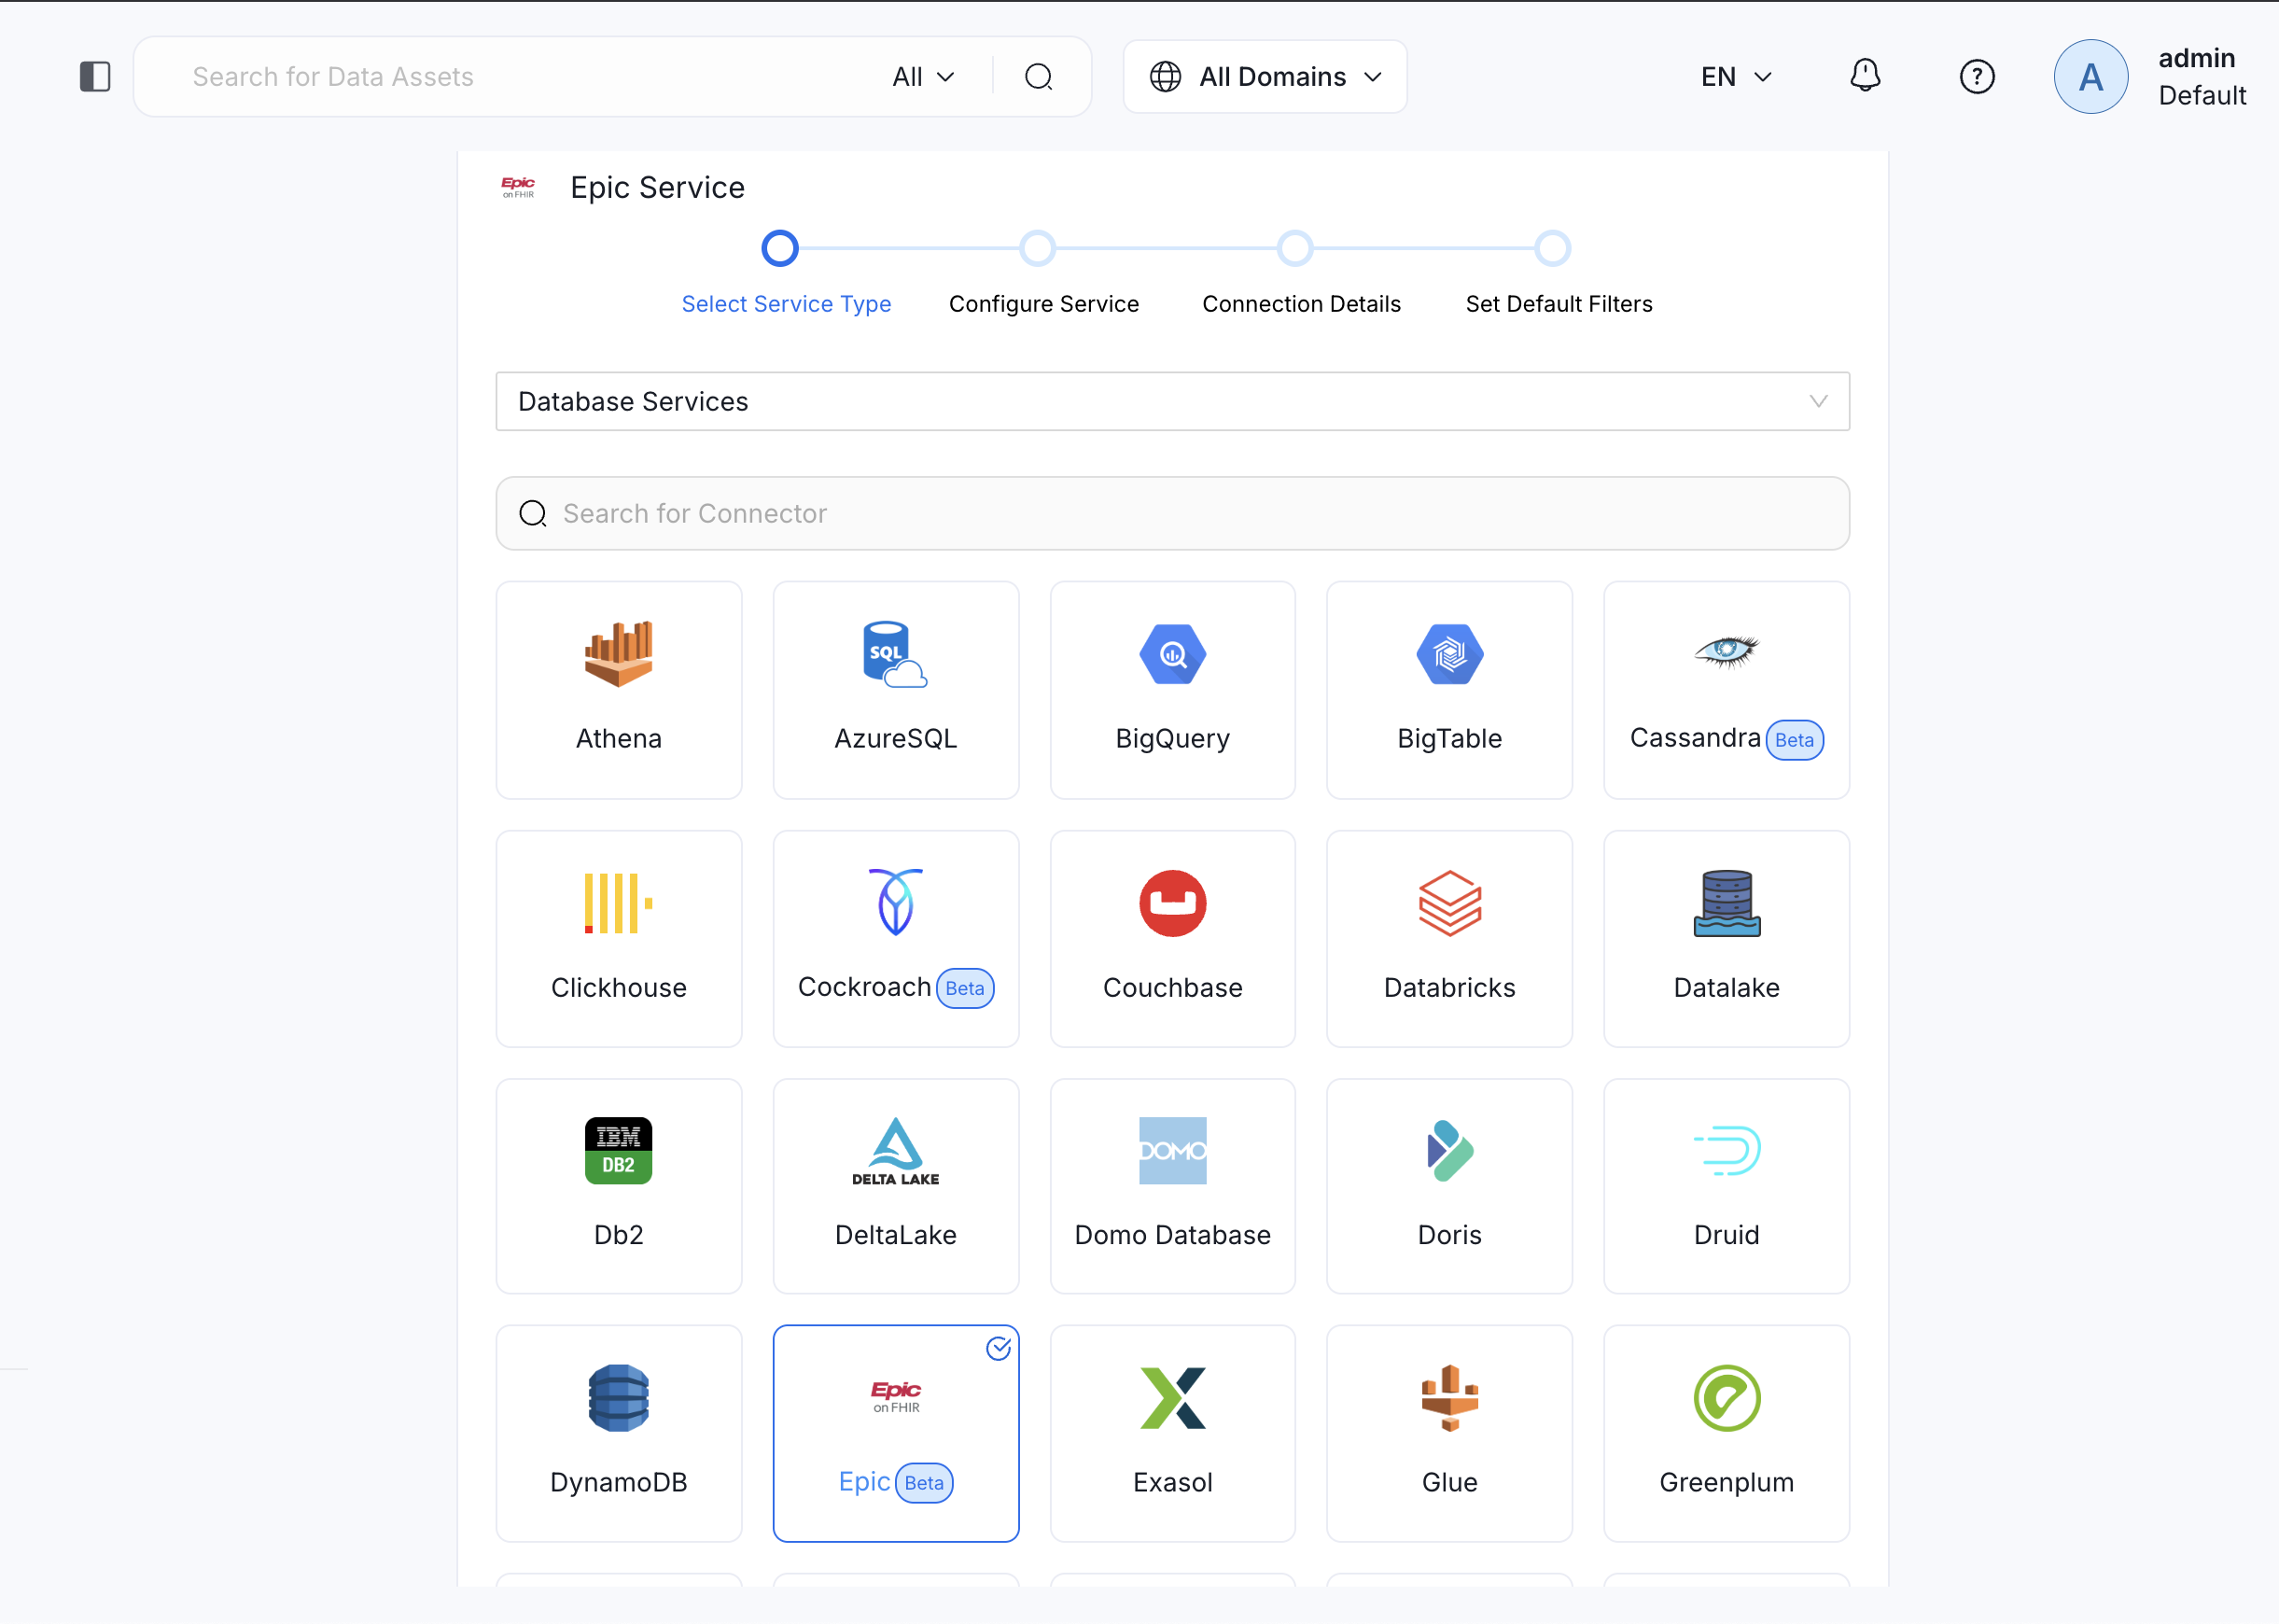 Search for Data Assets
All
All Domains
EN
?
A
admin
Default
Epic
on FHIR
Epic Service
Select Service Type
Configure Service
Connection Details
Set Default Filters
Database Services
Search for Connector
SQL
Athena
AzureSQL
BigQuery
BigTable
Cassandra Beta
Clickhouse
Cockroach Beta
Couchbase
Databricks
Datalake
IBM
DB2
DELTA LAKE
DOMO
Db2
DeltaLake
Domo Database
Doris
Druid
Epic
on FHIR
DynamoDB
Epic Beta
Exasol
Glue
Greenplum